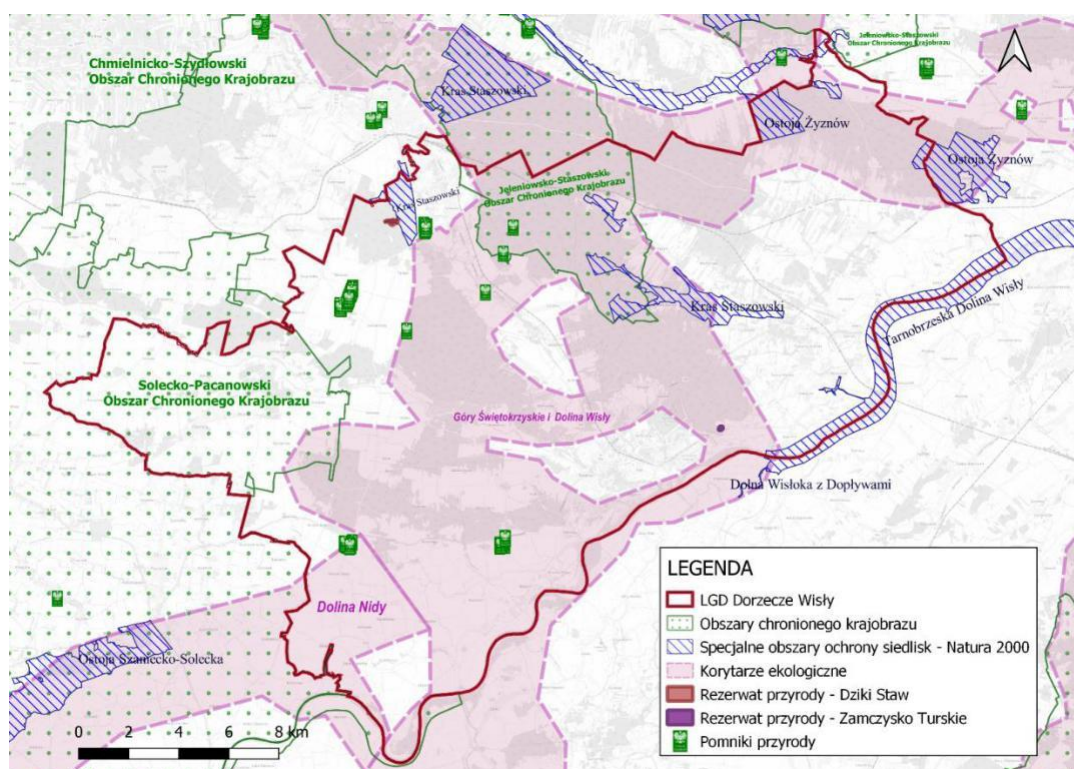 Chmielnicko-Szydłowski
Obszar Chronionego Krajobrazu
Jeleniowsko-Staszowski
Obszar Chronionego Krajobrazu
Kras Staszowski
Ostoja Żyznów
Ostoja Żyznów
Jeleniowsko-Staszowski
Obszar Chronionego Krajobrazu
Kras Staszowski
Kras Staszowski
Tarnobrzeska Dolina Wisły
Solecko-Pacanowski
Obszar Chronionego Krajobrazu
Góry Świętokrzyskie i Dolina Wisły
Dolna Wisłoka z Dopływami
Dolina Nidy
Ostoja Szaniecko-Solecka
0 2 4 6 8 km
LEGENDA
LGD Dorzecze Wisły
Obszary chronionego krajobrazu
Specjalne obszary ochrony siedlisk - Natura 2000
Korytarze ekologiczne
Rezerwat przyrody - Dziki Staw
Rezerwat przyrody - Zamczysko Turskie
Pomniki przyrody